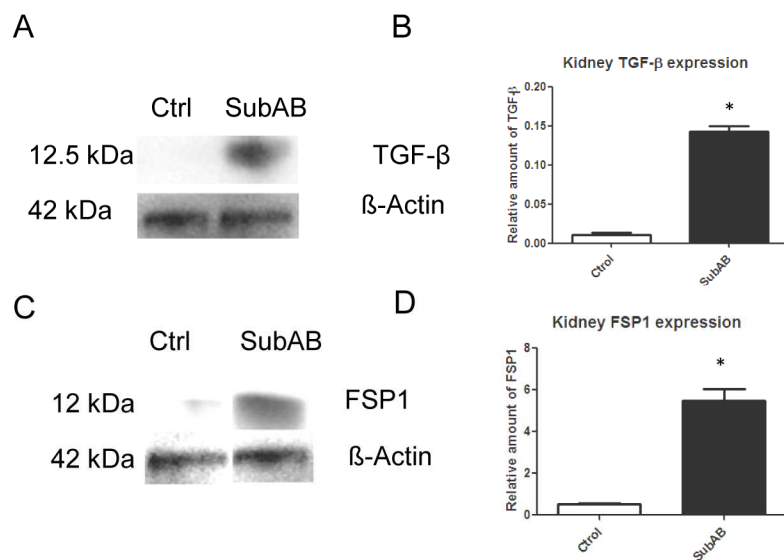 A
Ctrl SubAB
12.5 kDa TGF-β
42 kDa ß-Actin
B
Kidney TGF-β expression
Relative amount of TGFβ
0.20
0.15
0.10
0.05
0.00
*
Ctrol SubAB
C
Ctrl SubAB
12 kDa FSP1
42 kDa ß-Actin
D
Kidney FSP1 expression
Relative amount of FSP1
8
6
4
2
0
*
Ctrol SubAB